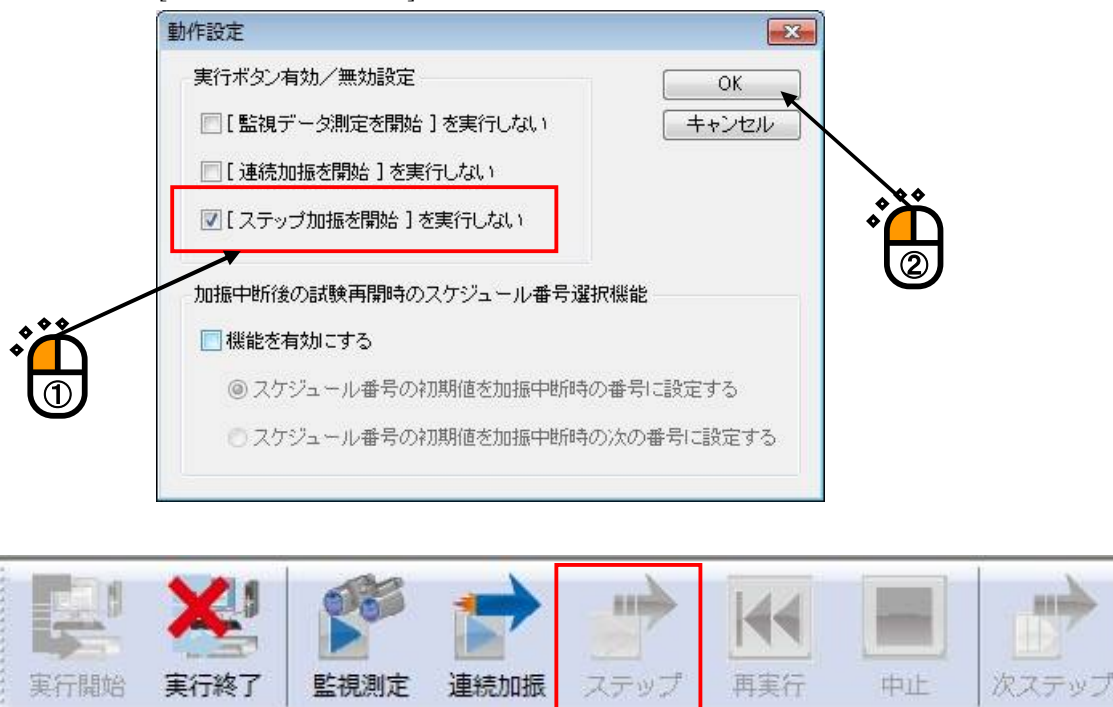 動作設定
実行ボタン有効／無効設定
OK
[ 監視データ測定を開始 ] を実行しない
キャンセル
[ 連続加振を開始 ] を実行しない
[ ステップ加振を開始 ] を実行しない
②
加振中断後の試験再開時のスケジュール番号選択機能
機能を有効にする
①
スケジュール番号の初期値を加振中断時の番号に設定する
スケジュール番号の初期値を加振中断時の次の番号に設定する
実行開始 実行終了 監視測定 連続加振 ステップ 再実行 中止 次ステップ